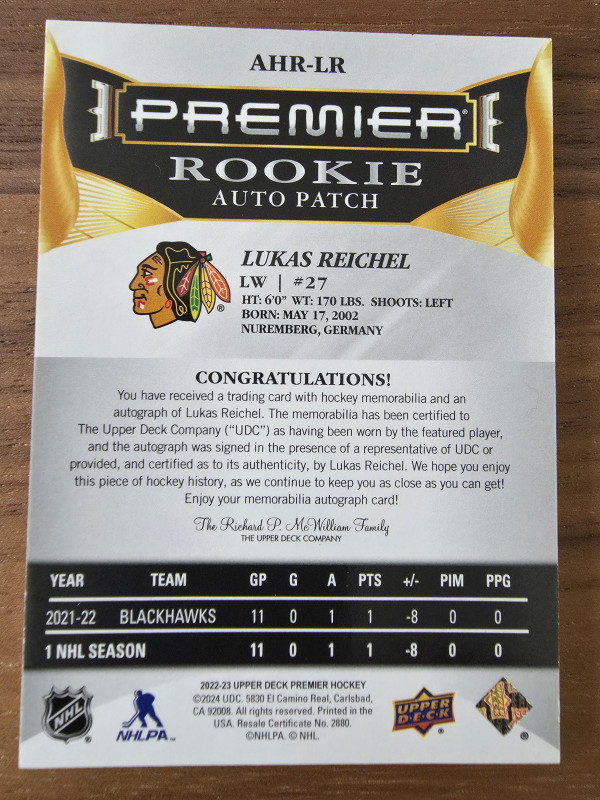 AHR-LR
PREMIER®
ROOKIE
AUTO PATCH
LUKAS REICHEL
LW | #27
HT: 6'0" WT: 170 LBS. SHOOTS: LEFT
BORN: MAY 17, 2002
NUREMBERG, GERMANY
®
CONGRATULATIONS!
You have received a trading card with hockey memorabilia and an
autograph of Lukas Reichel. The memorabilia has been certified to
The Upper Deck Company ("UDC") as having been worn by the featured player,
and the autograph was signed in the presence of a representative of UDC or
provided, and certified as to its authenticity, by Lukas Reichel. We hope you enjoy
this piece of hockey history, as we continue to keep you as close as you can get!
Enjoy your memorabilia autograph card!
The Richard P. McWilliam Family
THE UPPER DECK COMPANY
YEAR TEAM GP G A PTS +/- PIM PPG
2021-22 BLACKHAWKS 11 0 1 1 -8 0 0
1 NHL SEASON 11 0 1 1 -8 0 0
2022-23 UPPER DECK PREMIER HOCKEY
©2024 UDC. 5830 El Camino Real, Carlsbad,
CA 92008. All rights reserved. Printed in the
USA. Resale Certificate No. 2880.
©NHLPA. © NHL.
NHL
NHLPA
UPPER
DECK
®
®